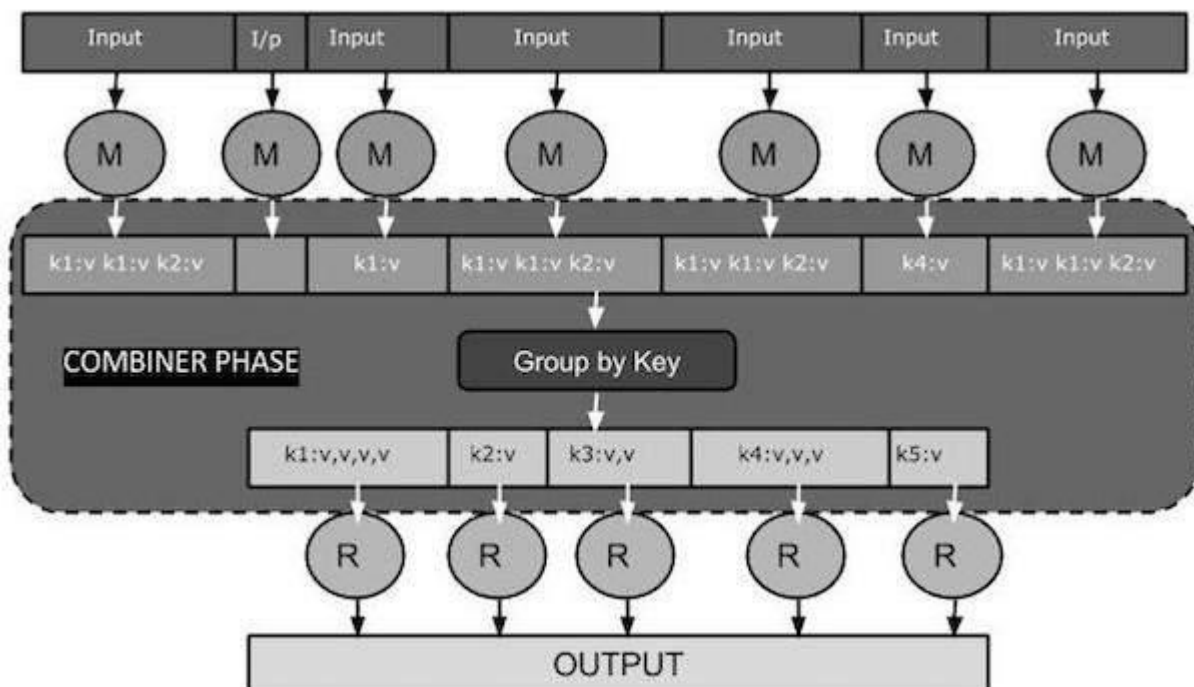 Input I/p Input Input Input Input Input
M M M M M M M
k1:v k1:v k2:v k1:v k1:v k1:v k2:v k1:v k1:v k2:v k4:v k1:v k1:v k2:v
COMBINER PHASE
Group by Key
k1:v,v,v,v k2:v k3:v,v k4:v,v,v k5:v
R R R R R
OUTPUT